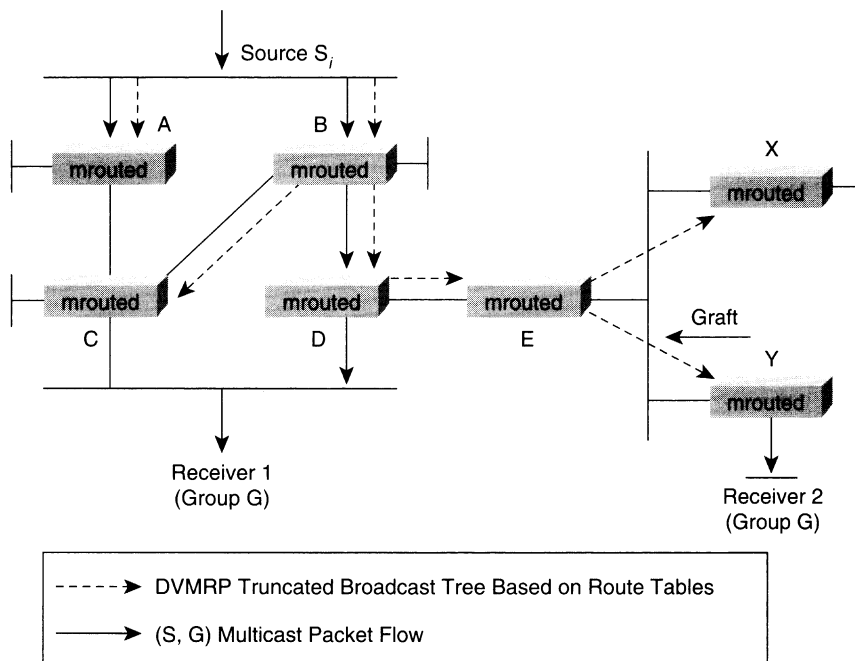 Source Si
A
B
X
mrouted
mrouted
mrouted
mrouted
mrouted
mrouted
Graft
C
D
E
Y
mrouted
Receiver 1
(Group G)
Receiver 2
(Group G)
DVMRP Truncated Broadcast Tree Based on Route Tables
(S, G) Multicast Packet Flow